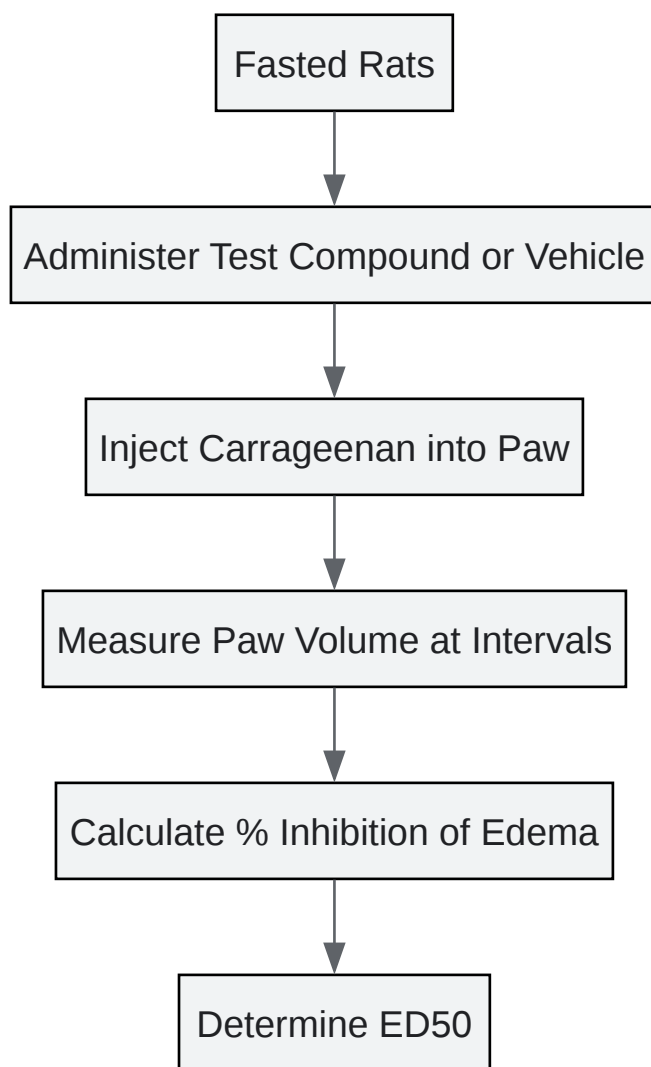 Fasted Rats
Administer Test Compound or Vehicle
Inject Carrageenan into Paw
Measure Paw Volume at Intervals
Calculate % Inhibition of Edema
Determine ED50